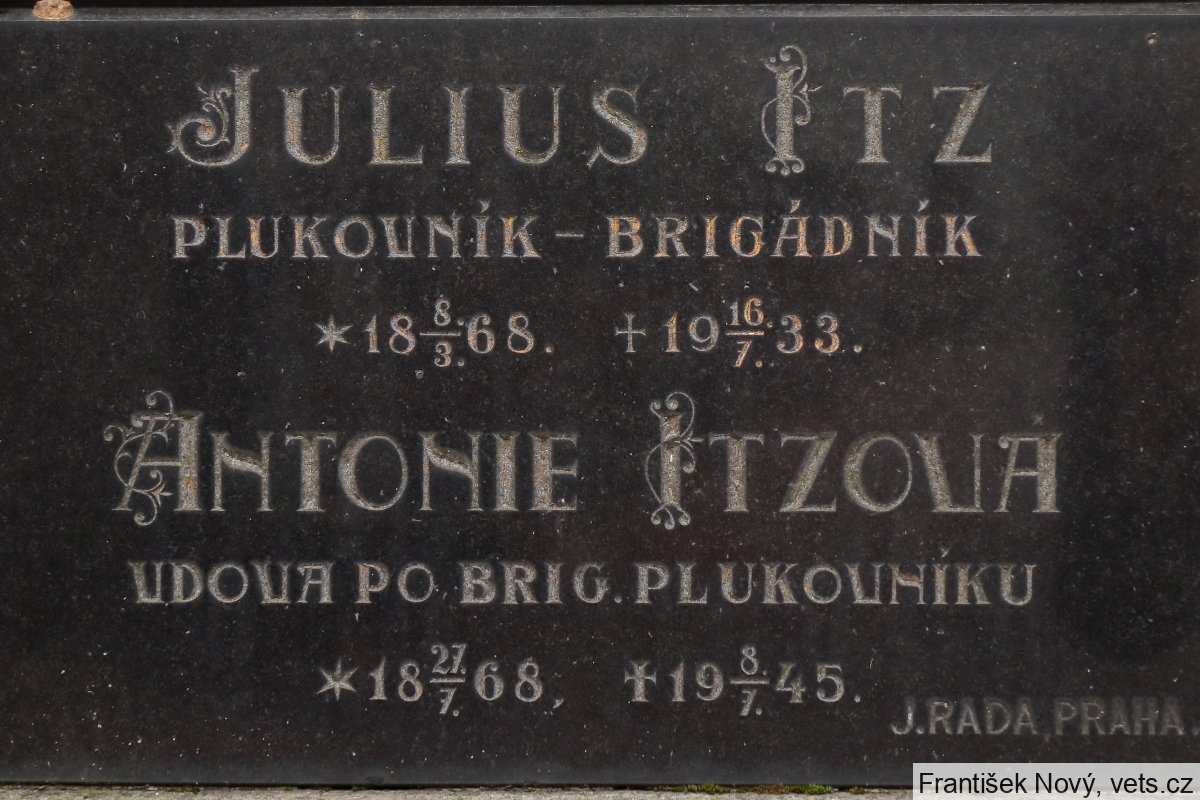 JULIUS ITZ
PLUKOVNÍK – BRIGÁDNÍK
* 18 8./3. 68. † 19 16./7. 33.
ANTONIE ITZOVÁ
VDOVA PO BRIG. PLUKOVNÍKU
* 18 27./7. 68, † 19 8./7. 45.
J. RADA, PRAHA.
František Nový, vets.cz